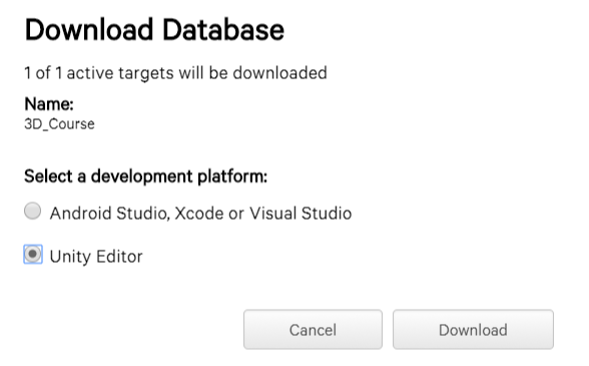 Download Database
1 of 1 active targets will be downloaded
Name:
3D_Course
Select a development platform:
Android Studio, Xcode or Visual Studio
Unity Editor
Cancel Download